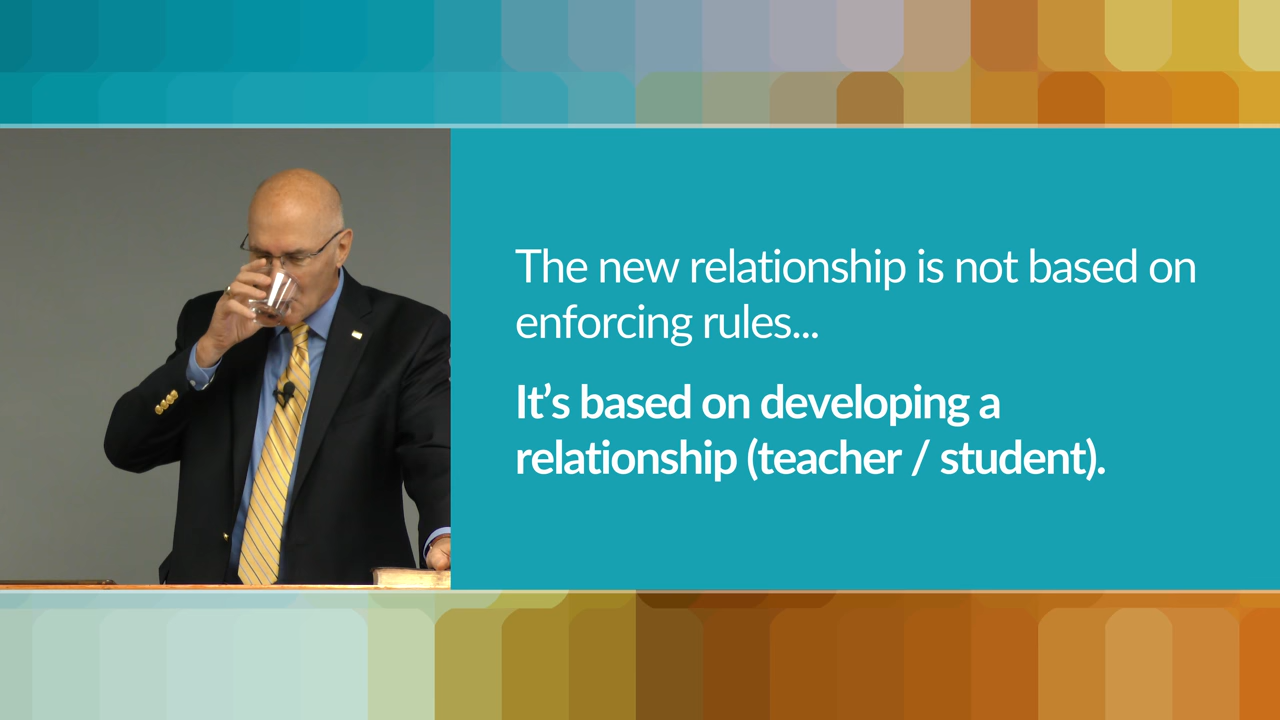 The new relationship is not based on
enforcing rules...
It’s based on developing a
relationship (teacher / student).